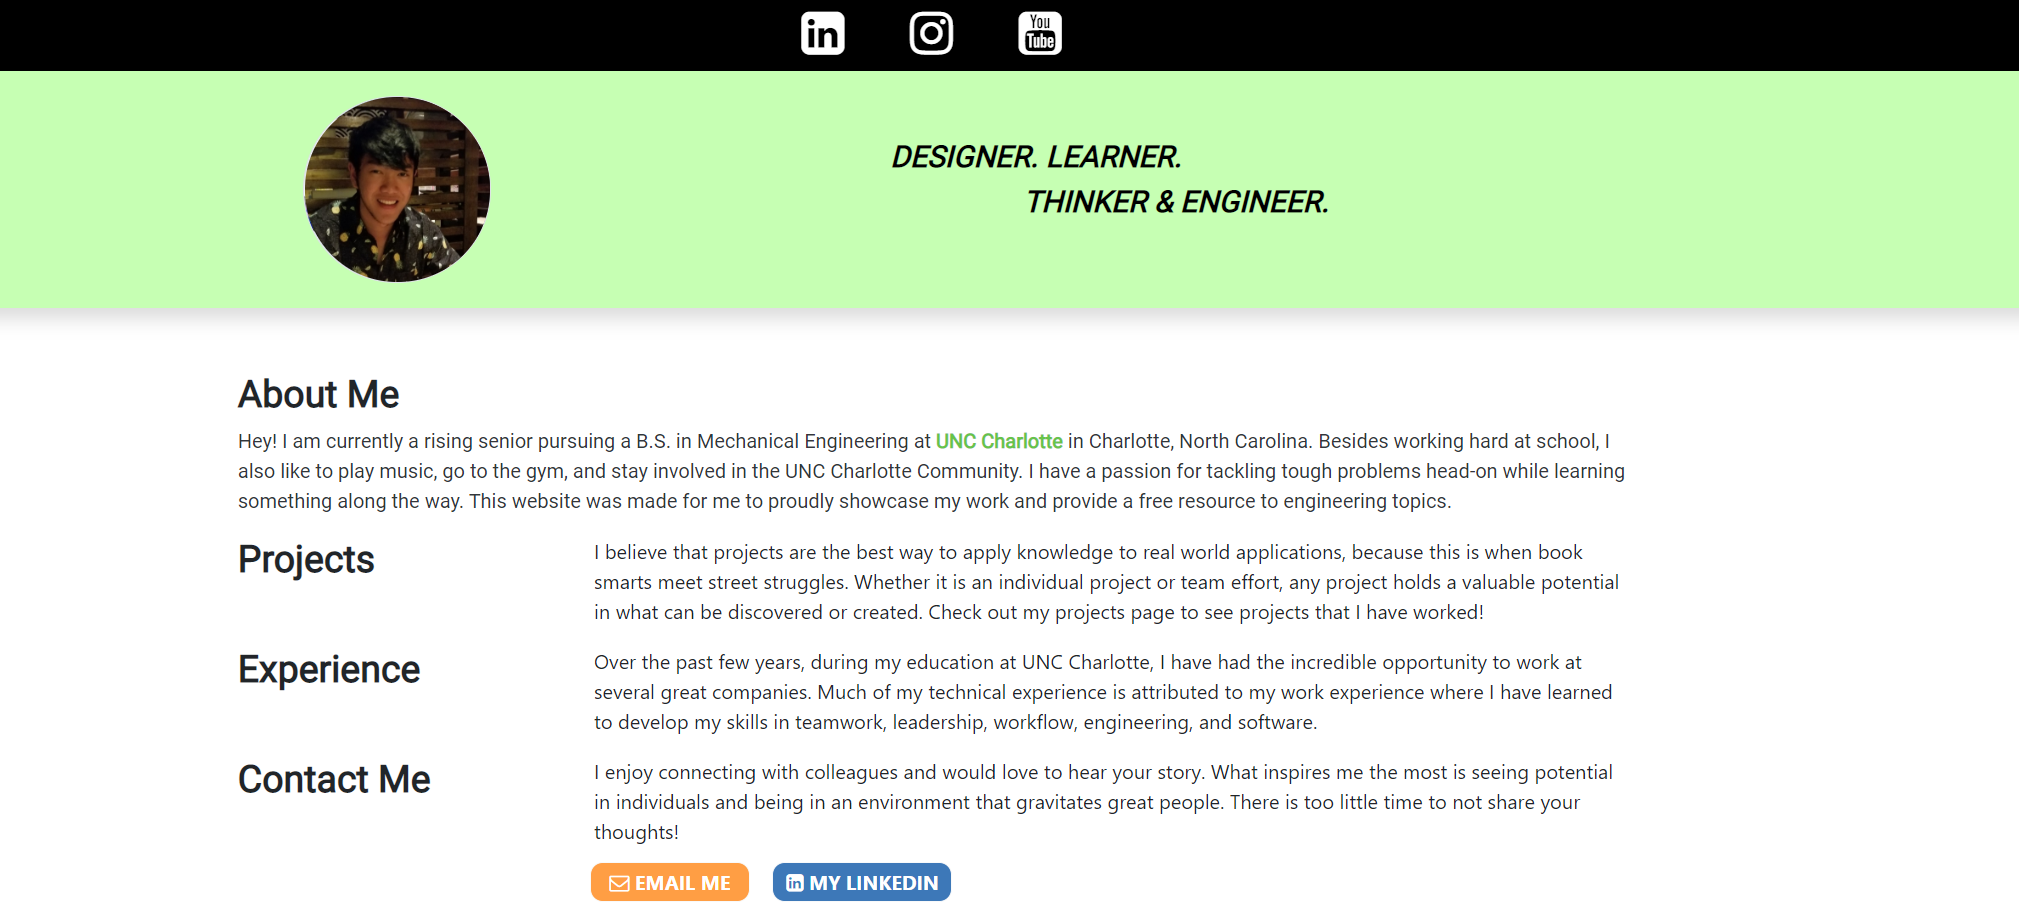 in
You
Tube
DESIGNER. LEARNER.
THINKER & ENGINEER.
About Me
Hey! I am currently a rising senior pursuing a B.S. in Mechanical Engineering at UNC Charlotte in Charlotte, North Carolina. Besides working hard at school, I
also like to play music, go to the gym, and stay involved in the UNC Charlotte Community. I have a passion for tackling tough problems head-on while learning
something along the way. This website was made for me to proudly showcase my work and provide a free resource to engineering topics.
Projects
I believe that projects are the best way to apply knowledge to real world applications, because this is when book
smarts meet street struggles. Whether it is an individual project or team effort, any project holds a valuable potential
in what can be discovered or created. Check out my projects page to see projects that I have worked!
Experience
Over the past few years, during my education at UNC Charlotte, I have had the incredible opportunity to work at
several great companies. Much of my technical experience is attributed to my work experience where I have learned
to develop my skills in teamwork, leadership, workflow, engineering, and software.
Contact Me
I enjoy connecting with colleagues and would love to hear your story. What inspires me the most is seeing potential
in individuals and being in an environment that gravitates great people. There is too little time to not share your
thoughts!
EMAIL ME
in MY LINKEDIN